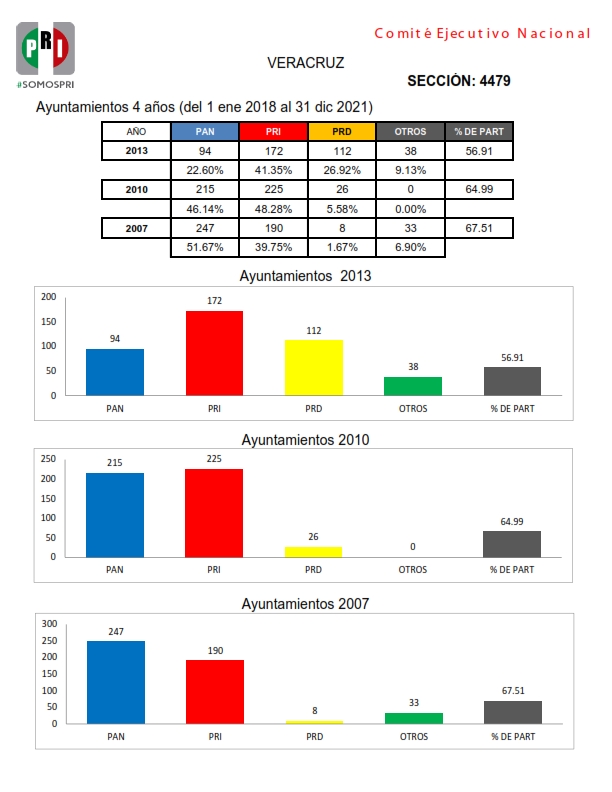 Comité Ejecutivo Nacional
PRI
#SOMOSPRI
VERACRUZ
SECCIÓN: 4479
Ayuntamientos 4 años (del 1 ene 2018 al 31 dic 2021)
AÑO PAN PRI PRD OTROS % DE PART
2013 94 172 112 38 56.91
22.60% 41.35% 26.92% 9.13%
2010 215 225 26 0 64.99
46.14% 48.28% 5.58% 0.00%
2007 247 190 8 33 67.51
51.67% 39.75% 1.67% 6.90%
Ayuntamientos 2013
200
150
100
50
0
94 172 112 38 56.91
PAN PRI PRD OTROS % DE PART
Ayuntamientos 2010
250
200
150
100
50
0
215 225 26 0 64.99
PAN PRI PRD OTROS % DE PART
Ayuntamientos 2007
300
250
200
150
100
50
0
247 190 8 33 67.51
PAN PRI PRD OTROS % DE PART